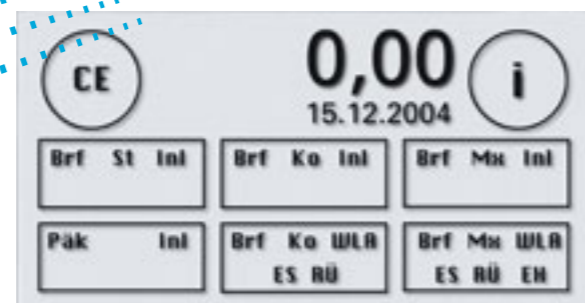 CE 0,00 i
15.12.2004
Brf St Inl Brf Ko Inl Brf Mx Inl
Päk Inl Brf Ko WLA Brf Mx WLA
ES RÜ ES RÜ EH